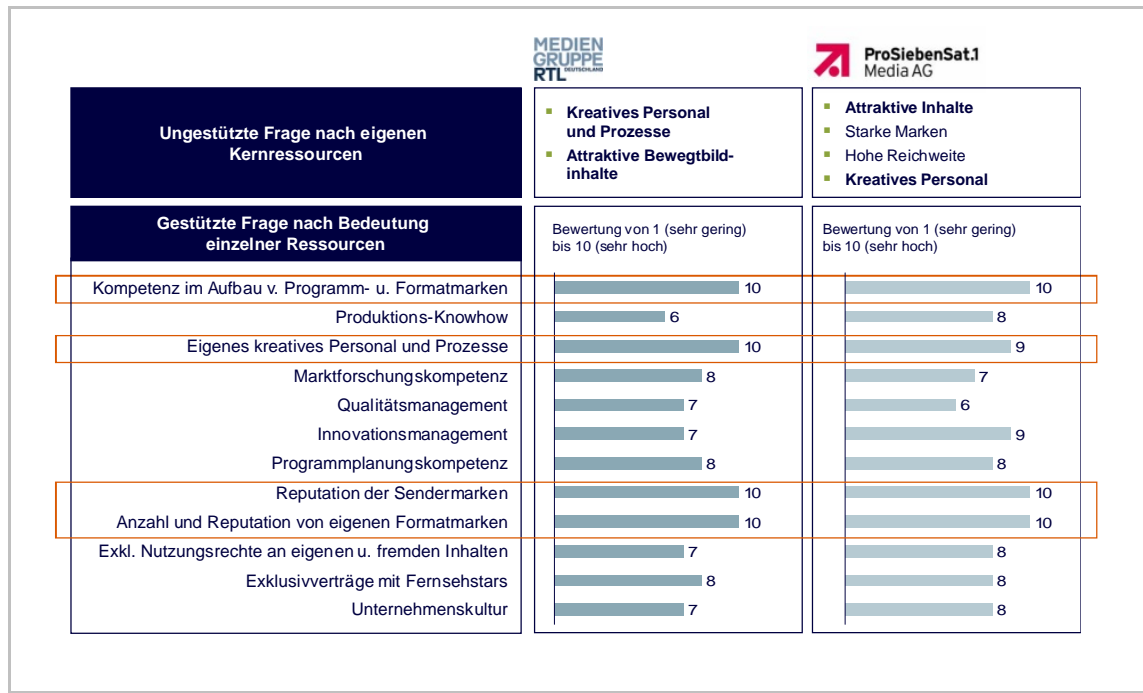 MEDIEN
GRUPPE
RTL DEUTSCHLAND
ProSiebenSat.1
Media AG
Ungestützte Frage nach eigenen
Kernressourcen
Kreatives Personal
und Prozesse
Attraktive Bewegtbild-
inhalte
Attraktive Inhalte
Starke Marken
Hohe Reichweite
Kreatives Personal
Gestützte Frage nach Bedeutung
einzelner Ressourcen
Bewertung von 1 (sehr gering)
bis 10 (sehr hoch)
Bewertung von 1 (sehr gering)
bis 10 (sehr hoch)
Kompetenz im Aufbau v. Programm- u. Formatmarken 10 10
Produktions-Knowhow 6 8
Eigenes kreatives Personal und Prozesse 10 9
Marktforschungskompetenz 8 7
Qualitätsmanagement 7 6
Innovationsmanagement 7 9
Programmplanungskompetenz 8 8
Reputation der Sendermarken 10 10
Anzahl und Reputation von eigenen Formatmarken 10 10
Exkl. Nutzungsrechte an eigenen u. fremden Inhalten 7 8
Exklusivverträge mit Fernsehstars 8 8
Unternehmenskultur 7 8